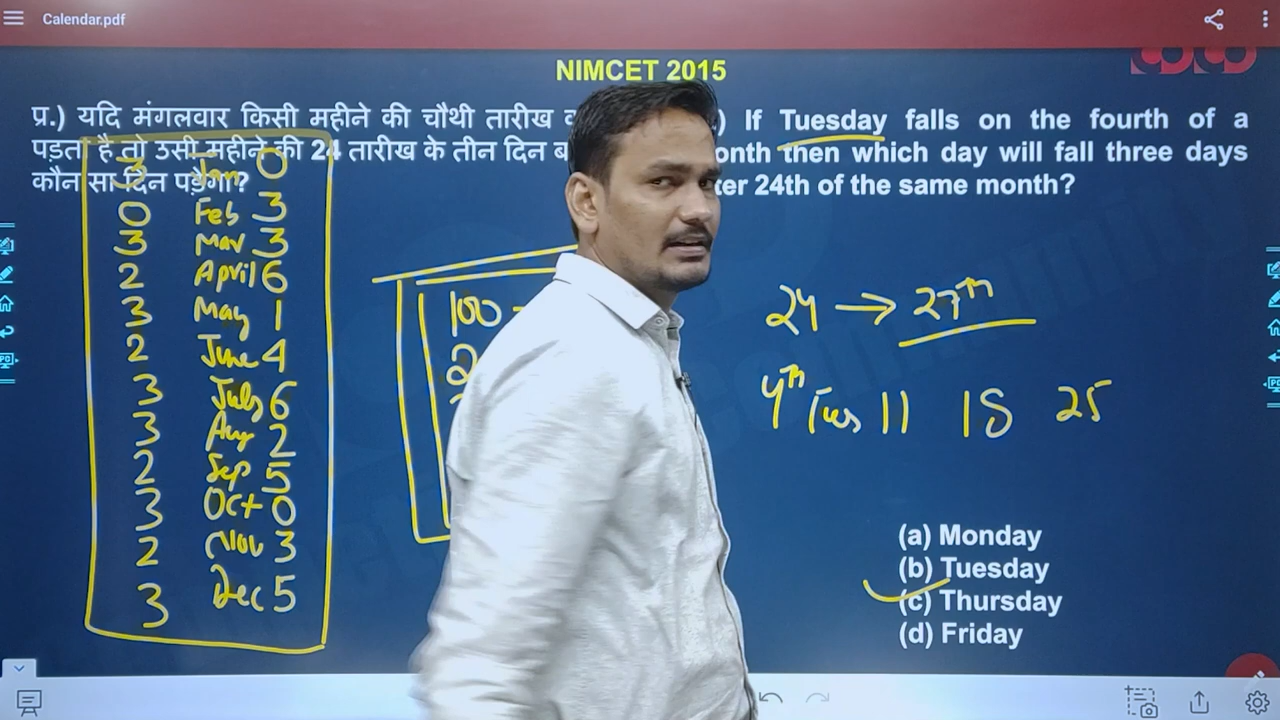 Calendar.pdf
NIMCET 2015
प्र.) यदि मंगलवार किसी महीने की चौथी तारीख
पड़ता है तो उसी महीने की 24 तारीख के तीन दिन
कौन सा दिन पड़ेगा?
) If Tuesday falls on the fourth of a
onth then which day will fall three days
ter 24th of the same month?
3 Jan 0
0 Feb 3
3 Mar 3
2 April 6
3 May 1
2 June 4
3 July 6
3 Aug 2
2 Sep 5
3 Oct 0
2 Nov 3
3 Dec 5
100
2
24 → 27th
4th Tues 11 18 25
(a) Monday
(b) Tuesday
(c) Thursday
(d) Friday